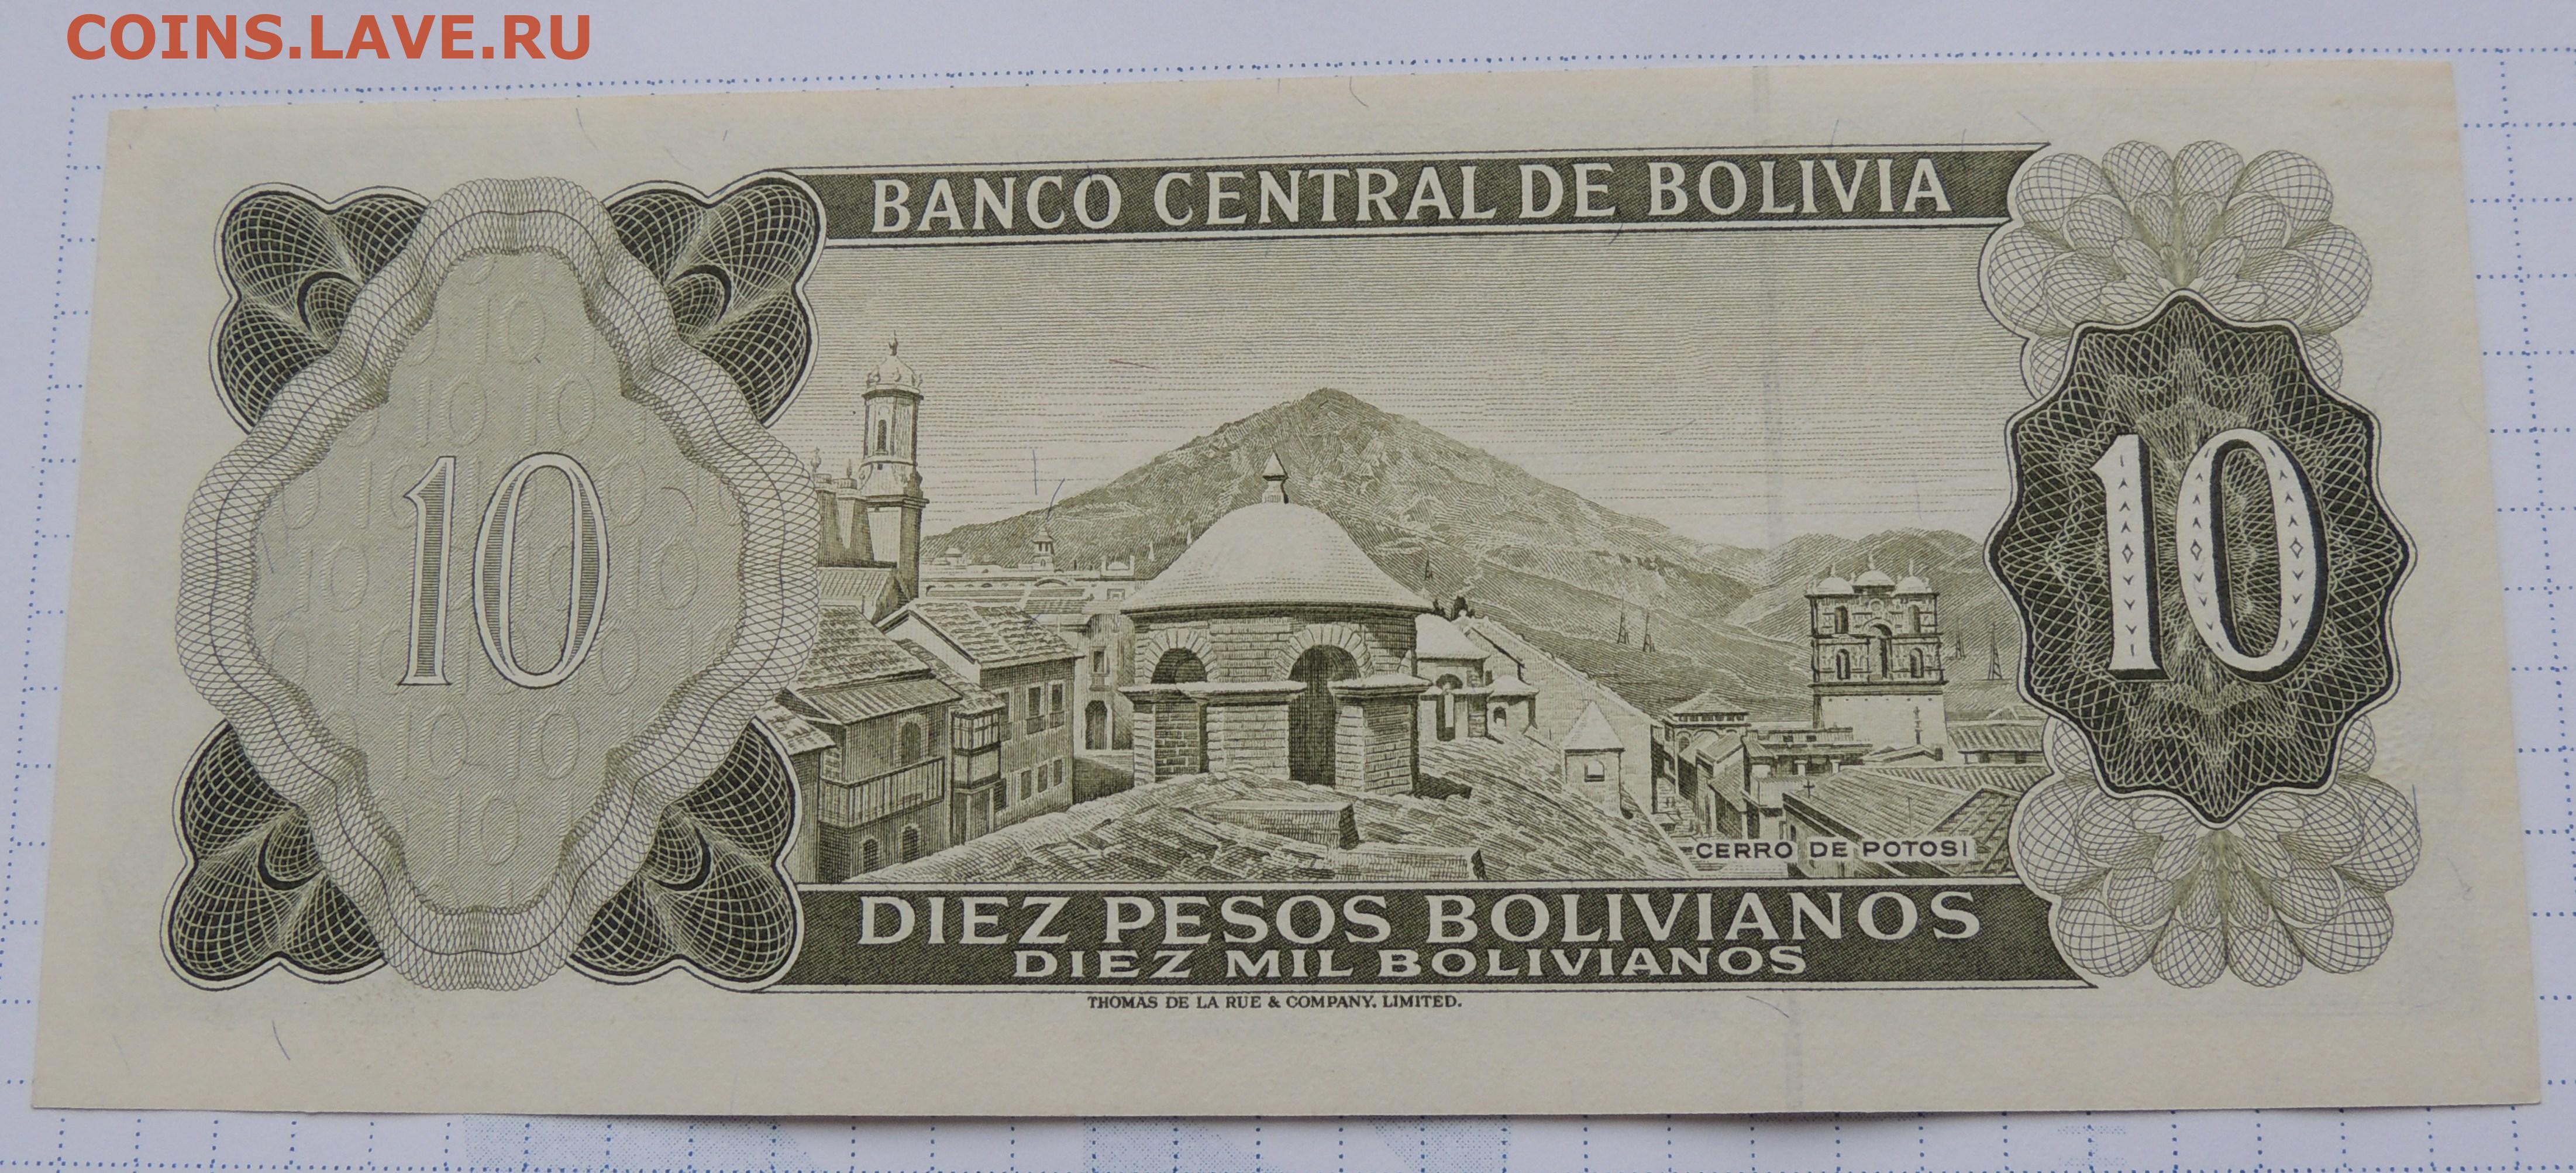 COINS.LAVE.RU
BANCO CENTRAL DE BOLIVIA
10
10
CERRO DE POTOSI
DIEZ PESOS BOLIVIANOS
DIEZ MIL BOLIVIANOS
THOMAS DE LA RUE & COMPANY, LIMITED.